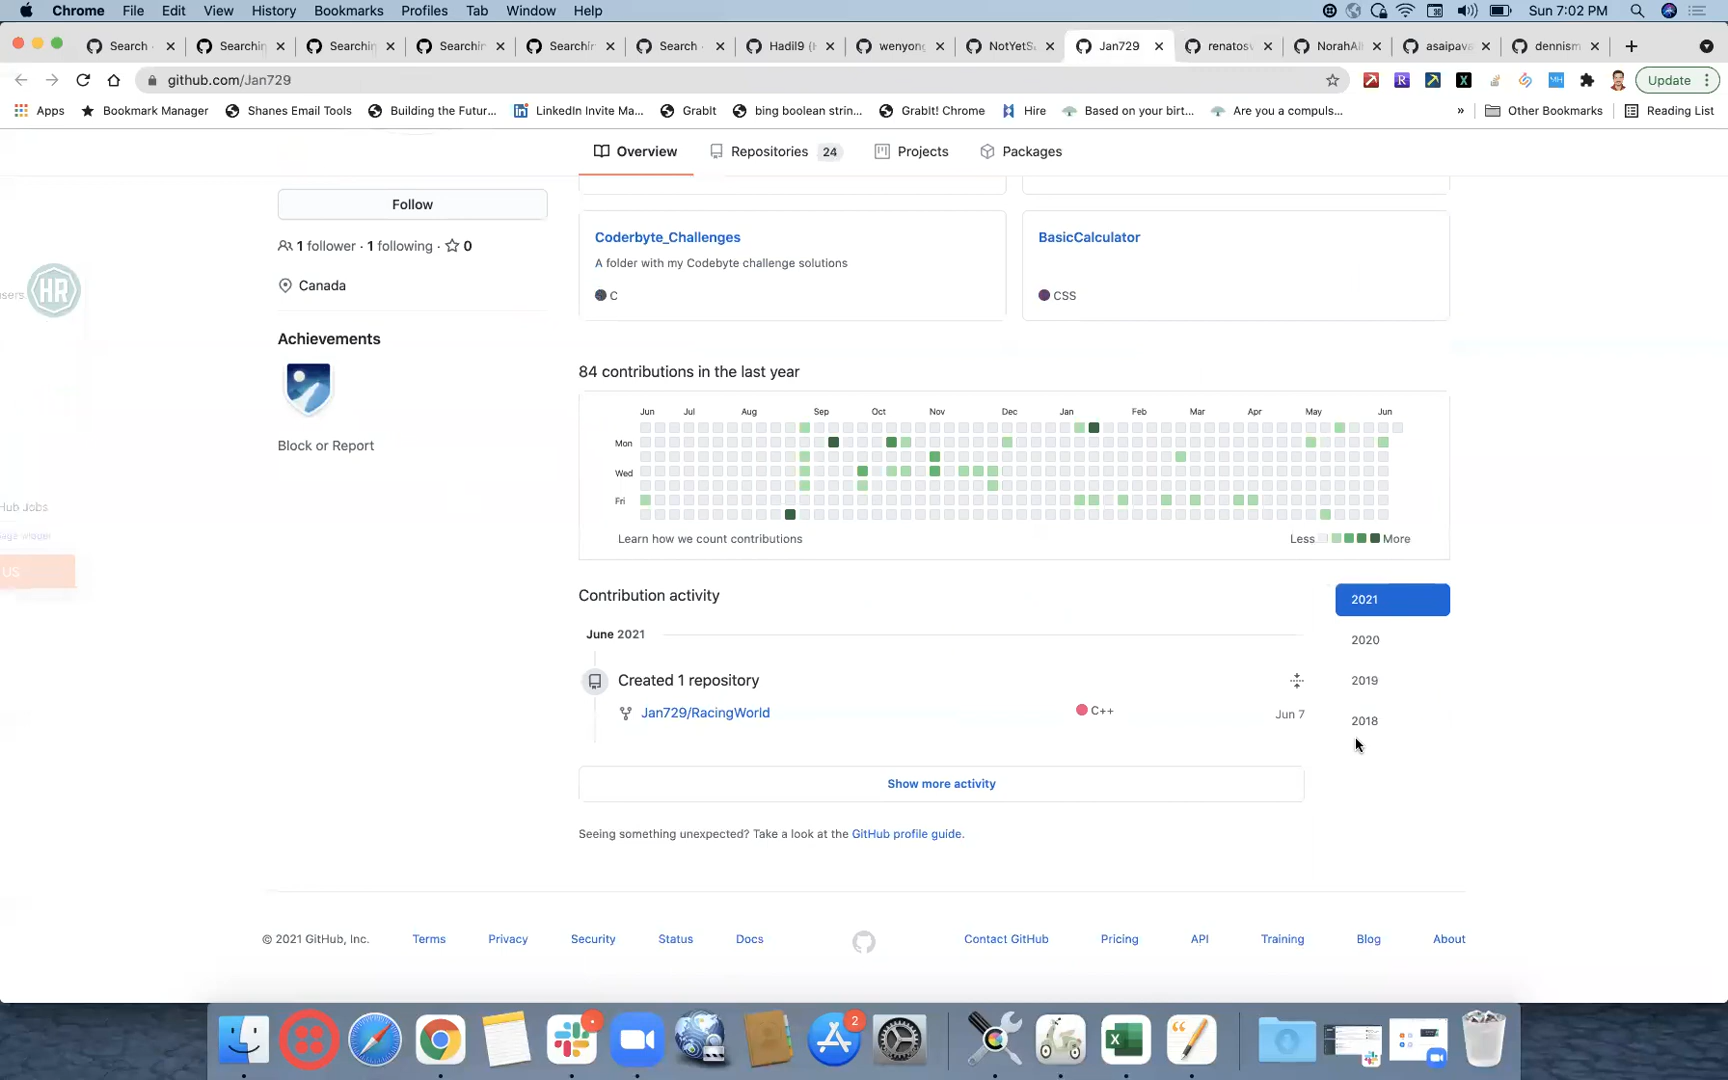 Chrome File Edit View History Bookmarks Profiles Tab Window Help Sun 7:02 PM
Search Searchin Searchin Searchin Searchin Search Hadil9 wenyong NotYetS Jan729 renatos NorahAl asaipava dennism
github.com/Jan729 Update
Apps Bookmark Manager Shanes Email Tools Building the Futur... LinkedIn Invite Ma... GrabIt bing boolean strin... GrabIt! Chrome Hire Based on your birt... Are you a compuls... » Other Bookmarks Reading List
Overview Repositories 24 Projects Packages
Follow
1 follower · 1 following · 0
Canada
Achievements
Block or Report
sers
HR
Hub Jobs
US
Coderbyte_Challenges
A folder with my Codebyte challenge solutions
C
BasicCalculator
CSS
84 contributions in the last year
Jun Jul Aug Sep Oct Nov Dec Jan Feb Mar Apr May Jun
Mon
Wed
Fri
Learn how we count contributions Less More
Contribution activity
2021
2020
2019
2018
June 2021
Created 1 repository
Jan729/RacingWorld C++ Jun 7
Show more activity
Seeing something unexpected? Take a look at the GitHub profile guide.
© 2021 GitHub, Inc. Terms Privacy Security Status Docs Contact GitHub Pricing API Training Blog About
2